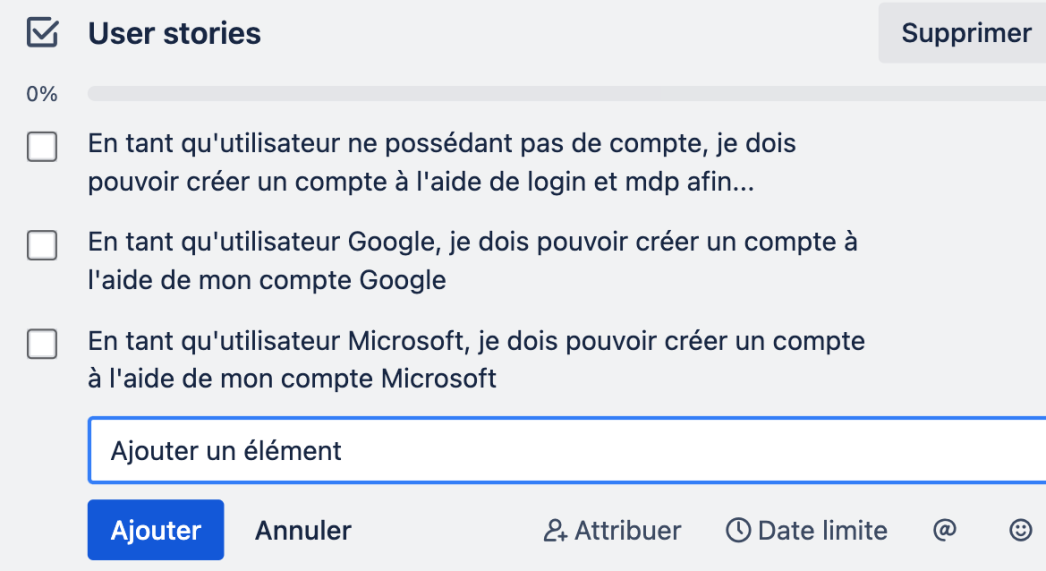 User stories
Supprimer
0%
En tant qu'utilisateur ne possédant pas de compte, je dois
pouvoir créer un compte à l'aide de login et mdp afin...
En tant qu'utilisateur Google, je dois pouvoir créer un compte à
l'aide de mon compte Google
En tant qu'utilisateur Microsoft, je dois pouvoir créer un compte
à l'aide de mon compte Microsoft
Ajouter un élément
Ajouter
Annuler
Attribuer
Date limite
@